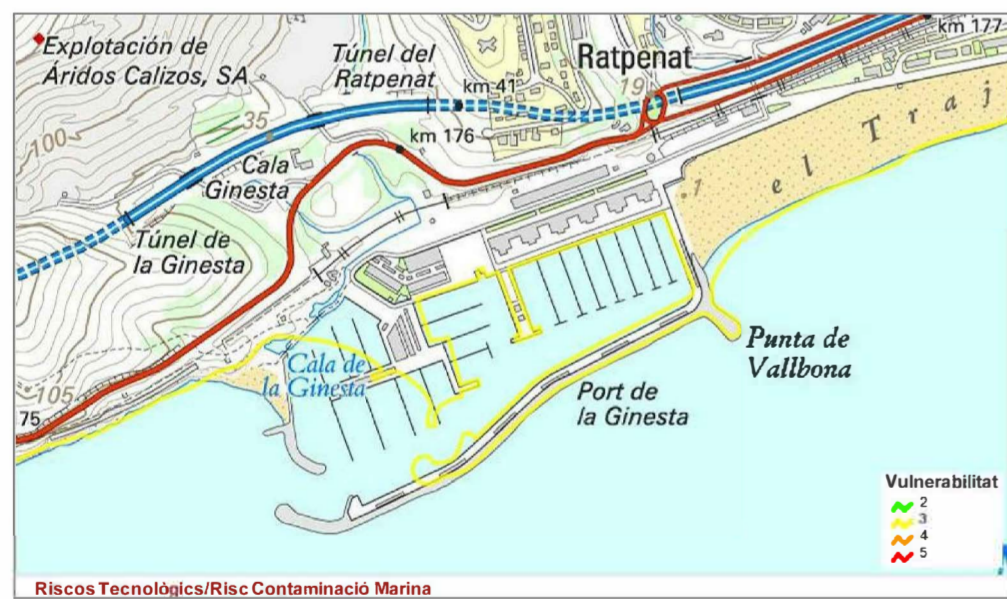 Explotación de
Áridos Calizos, SA
Túnel del
Ratpenat
Ratpenat
km 177
km 41
19
35
100
km 176
Cala
Ginesta
1
el Traj
Túnel de
la Ginesta
Punta de
Vallbona
Cala de
la Ginesta
Port de
la Ginesta
105
75
Vulnerabilitat
2
3
4
5
Riscos Tecnològics/Risc Contaminació Marina